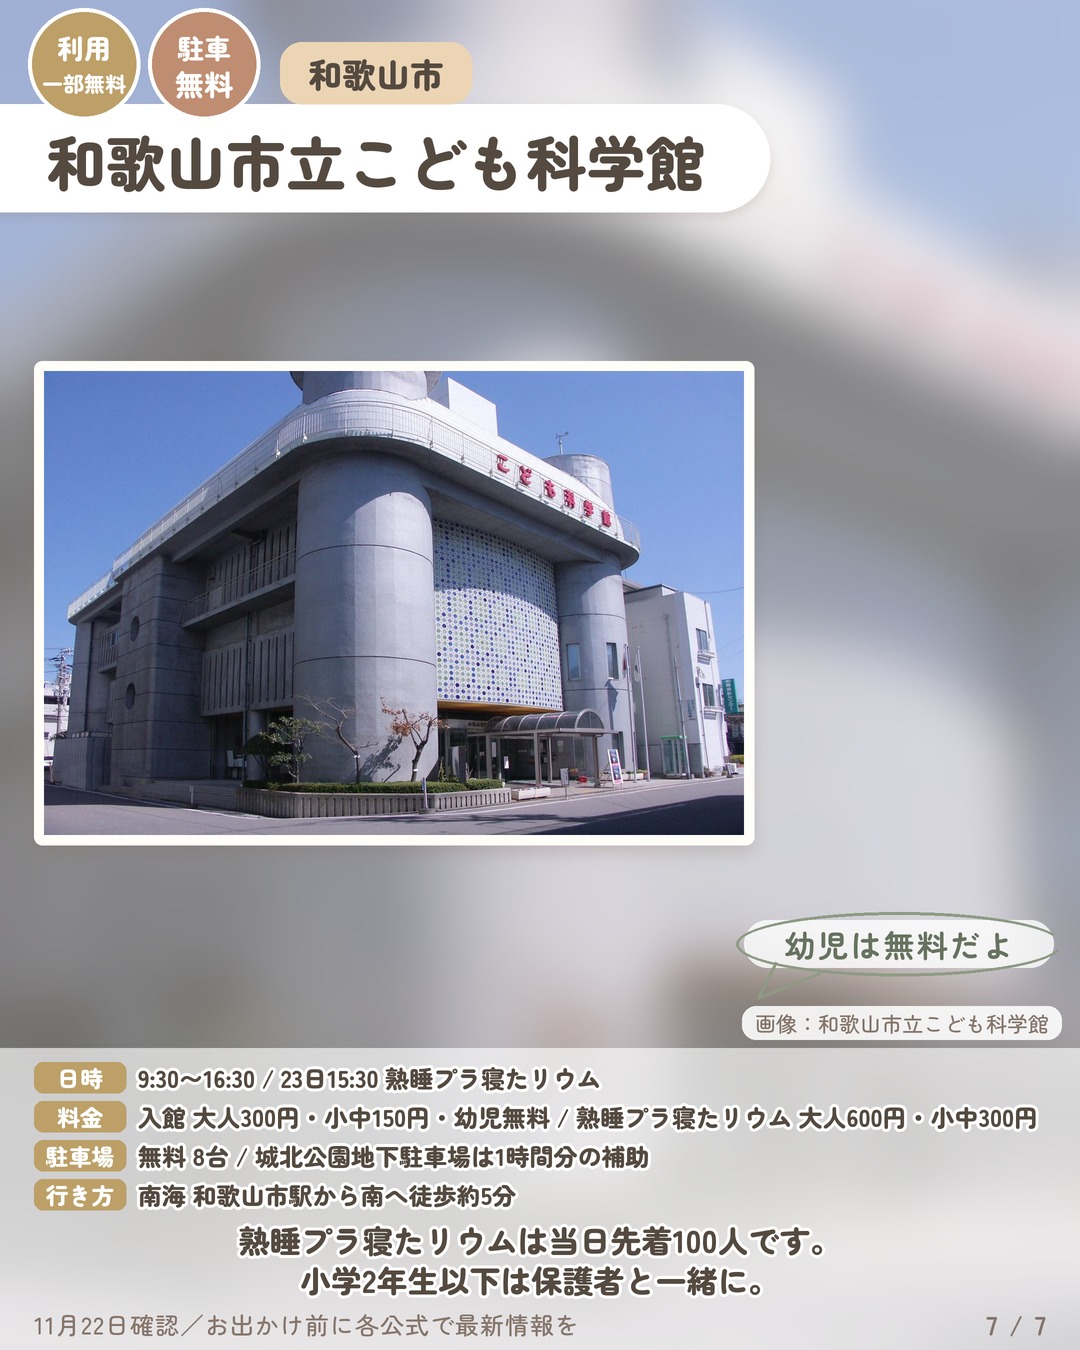 利用
一部無料
駐車
無料
和歌山市
和歌山市立こども科学館
こども科学館
幼児は無料だよ
画像：和歌山市立こども科学館
日時 9:30〜16:30 / 23日15:30 熟睡プラ寝たリウム
料金 入館 大人300円・小中150円・幼児無料 / 熟睡プラ寝たリウム 大人600円・小中300円
駐車場 無料 8台 / 城北公園地下駐車場は1時間分の補助
行き方 南海 和歌山市駅から南へ徒歩約5分
熟睡プラ寝たリウムは当日先着100人です。
小学2年生以下は保護者と一緒に。
11月22日確認／お出かけ前に各公式で最新情報を
7 / 7